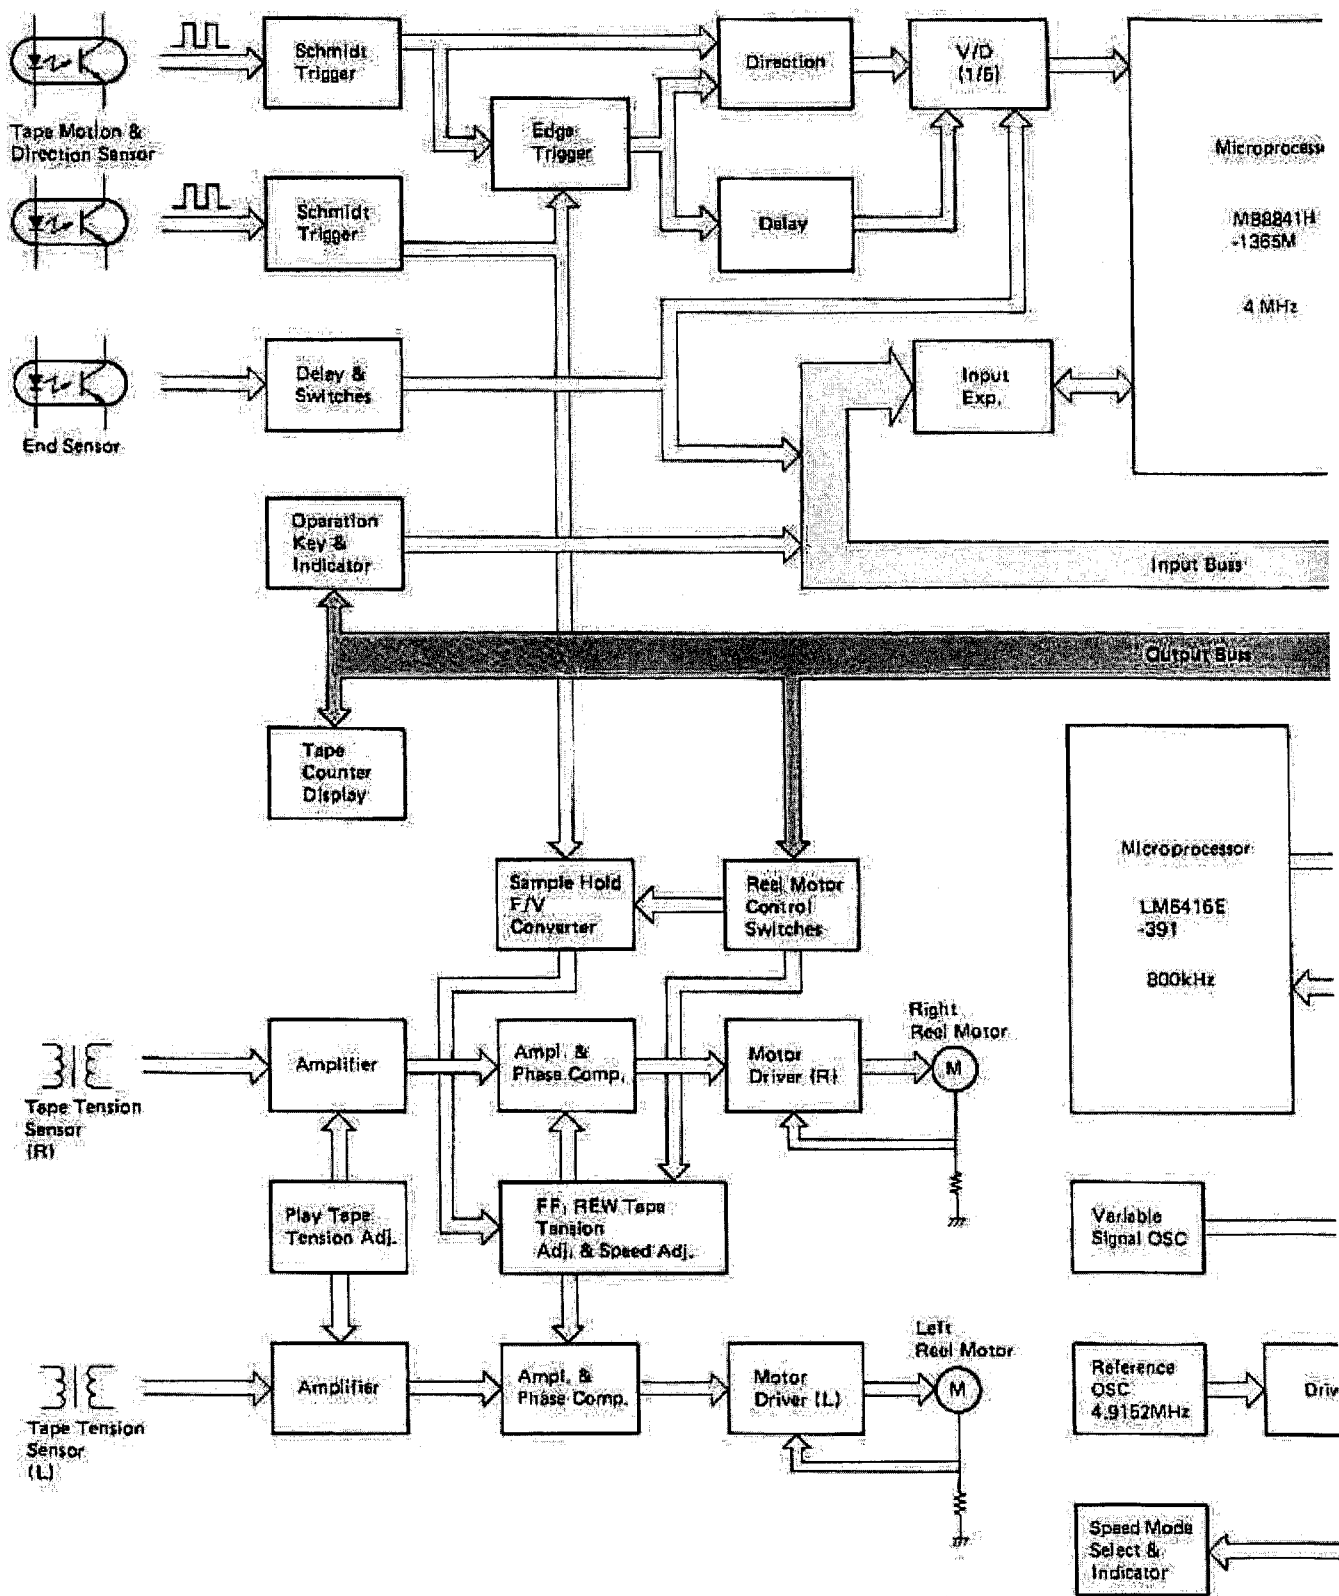 Schmidt
Trigger
Direction
V/D
(1/6)
Tape Motion &
Direction Sensor
Edge
Trigger
Microprocess
Schmidt
Trigger
Delay
MB8841H
-1365M
4 MHz
Delay &
Switches
Input
Exp.
End Sensor
Operation
Key &
Indicator
Input Buss
Output Buss
Tape
Counter
Display
Microprocessor
LM6416E
-391
800kHz
Sample Hold
F/V
Converter
Reel Motor
Control
Switches
Right
Reel Motor
Amplifier
Ampl. &
Phase Comp.
Motor
Driver (R)
M
Tape Tension
Sensor
(R)
Play Tape
Tension Adj.
FF, REW Tape
Tension
Adj. & Speed Adj.
Variable
Signal OSC
Left
Reel Motor
Amplifier
Ampl. &
Phase Comp.
Motor
Driver (L)
M
Reference
OSC
4.9152MHz
Driv
Tape Tension
Sensor
(L)
Speed Mode
Select &
Indicator